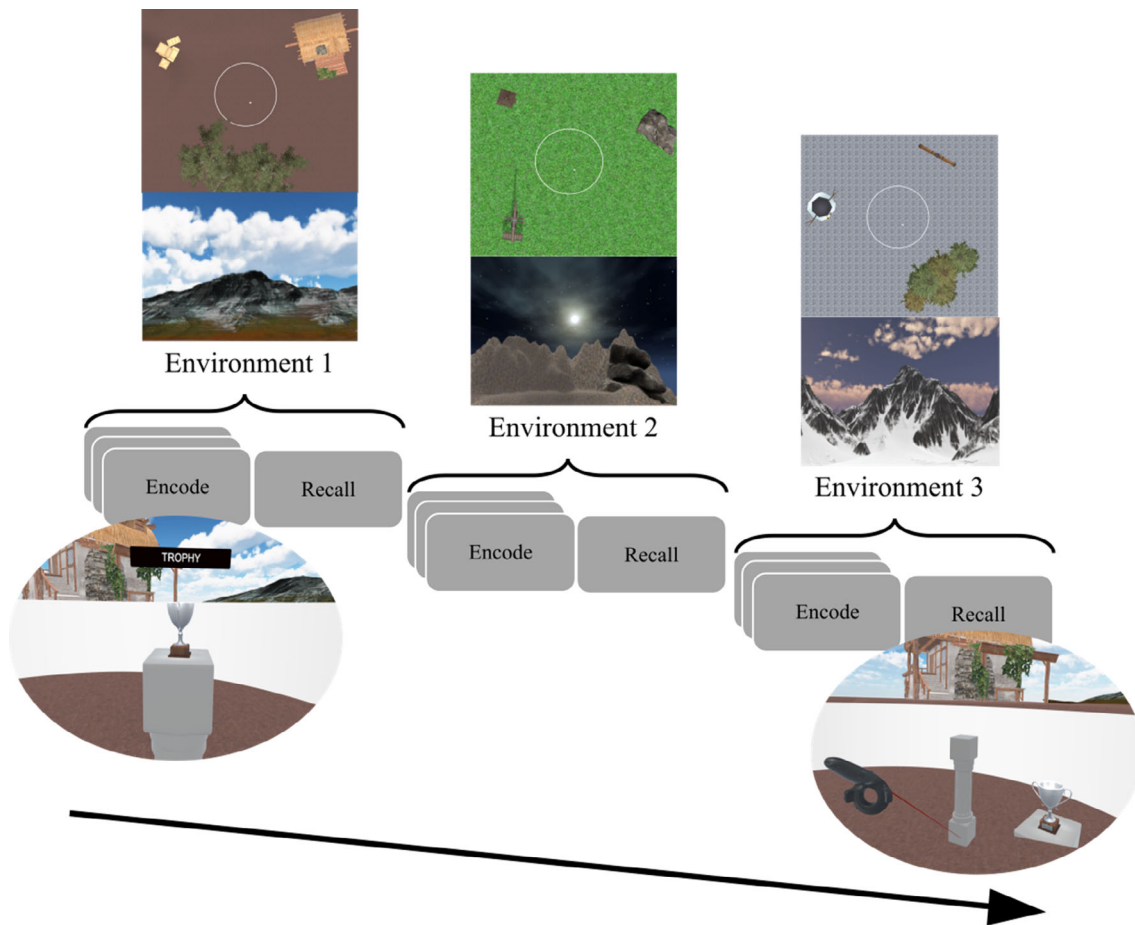 Environment 1
Environment 2
Environment 3
Encode
Recall
TROPHY
Encode
Recall
Encode
Recall